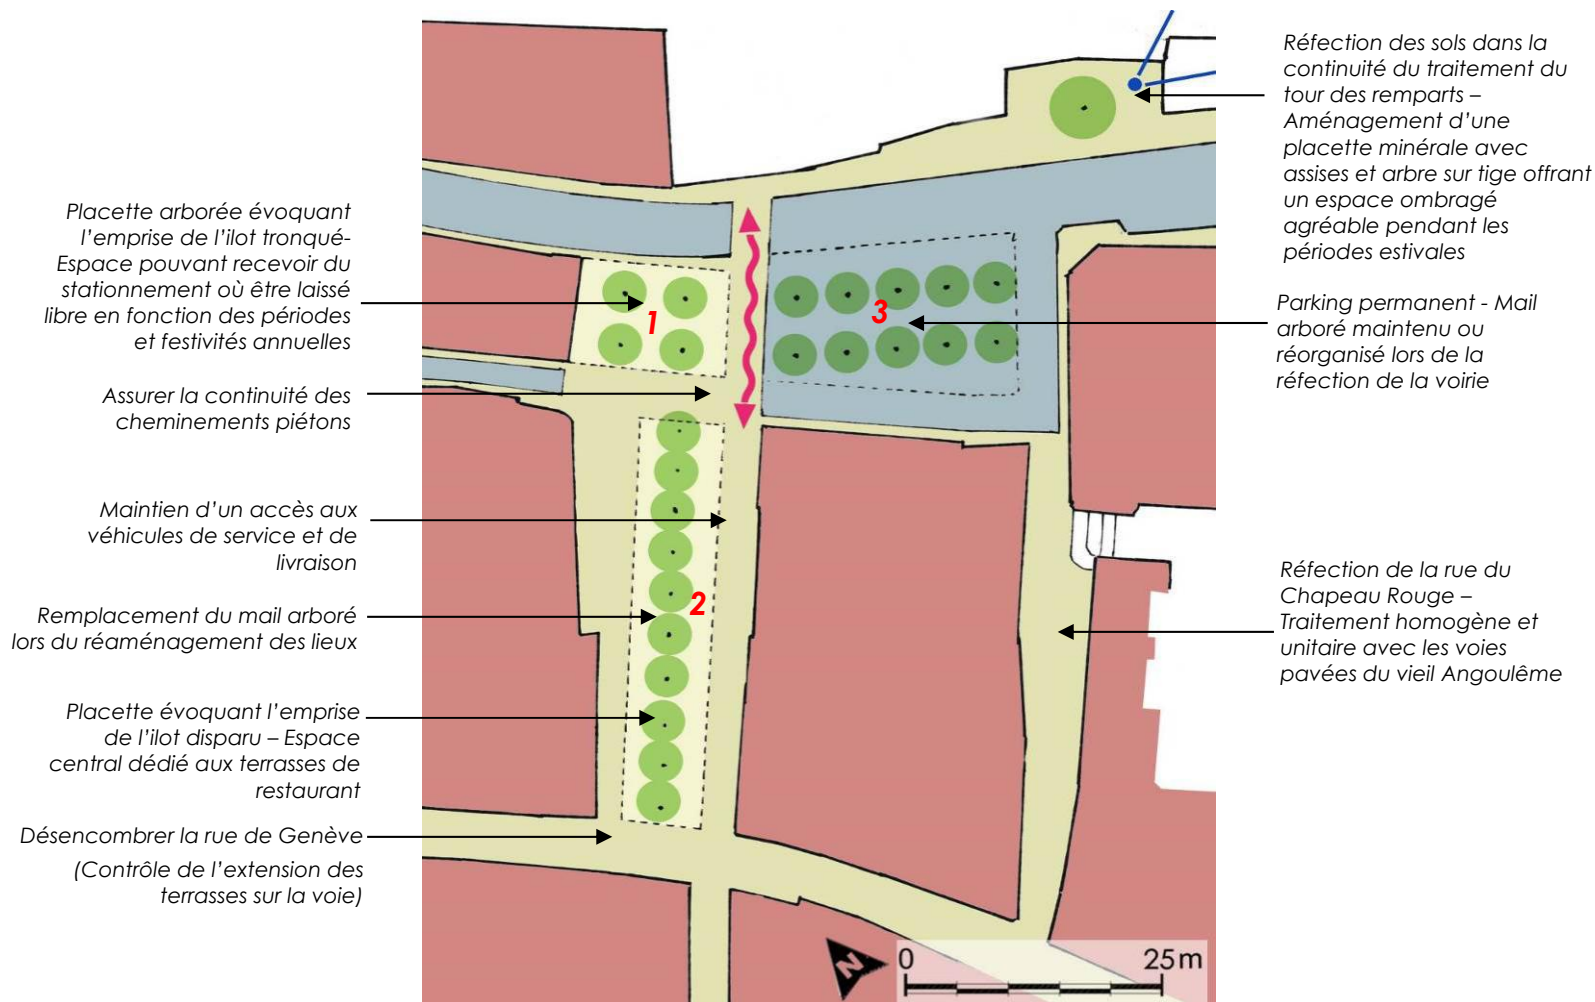 Placette arborée évoquant
l’emprise de l’ilot tronqué-
Espace pouvant recevoir du
stationnement où être laissé
libre en fonction des périodes
et festivités annuelles
Assurer la continuité des
cheminements piétons
Maintien d’un accès aux
véhicules de service et de
livraison
Remplacement du mail arboré
lors du réaménagement des lieux
Placette évoquant l’emprise
de l’ilot disparu – Espace
central dédié aux terrasses de
restaurant
Désencombrer la rue de Genève
(Contrôle de l’extension des
terrasses sur la voie)
1
2
3
N
0 25m
Réfection des sols dans la
continuité du traitement du
tour des remparts –
Aménagement d’une
placette minérale avec
assises et arbre sur tige offrant
un espace ombragé
agréable pendant les
périodes estivales
Parking permanent - Mail
arboré maintenu ou
réorganisé lors de la
réfection de la voirie
Réfection de la rue du
Chapeau Rouge –
Traitement homogène et
unitaire avec les voies
pavées du vieil Angoulême